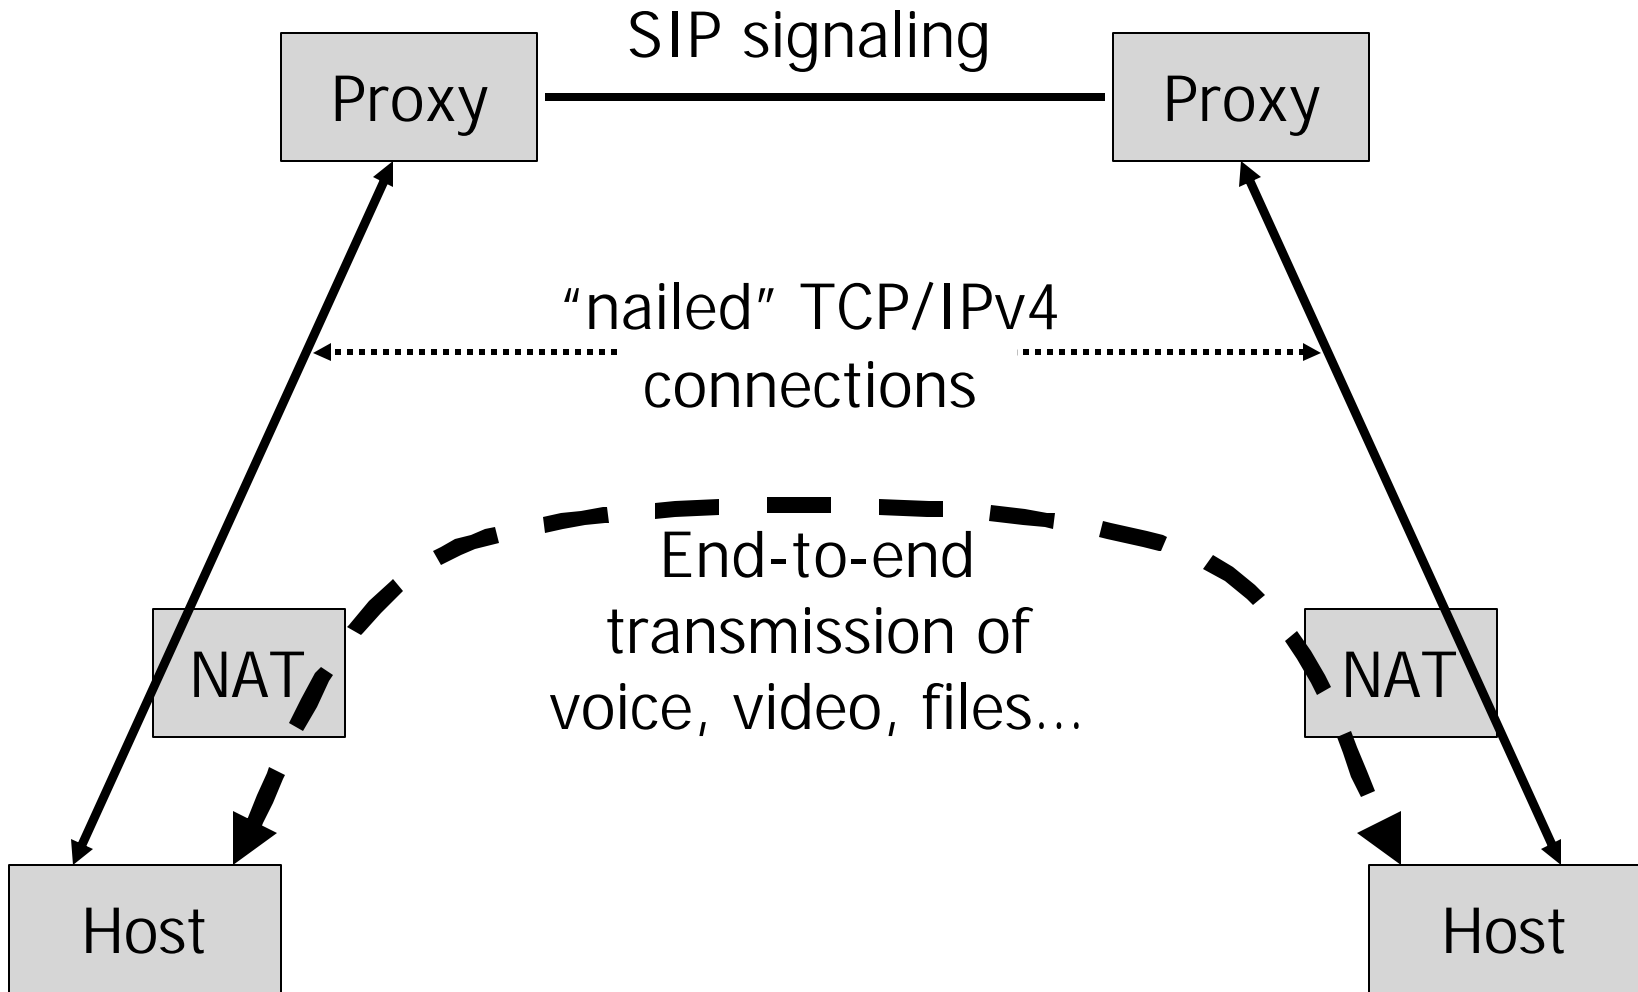 SIP signaling
Proxy
Proxy
“nailed” TCP/IPv4
connections
End-to-end
transmission of
voice, video, files...
NAT
NAT
Host
Host